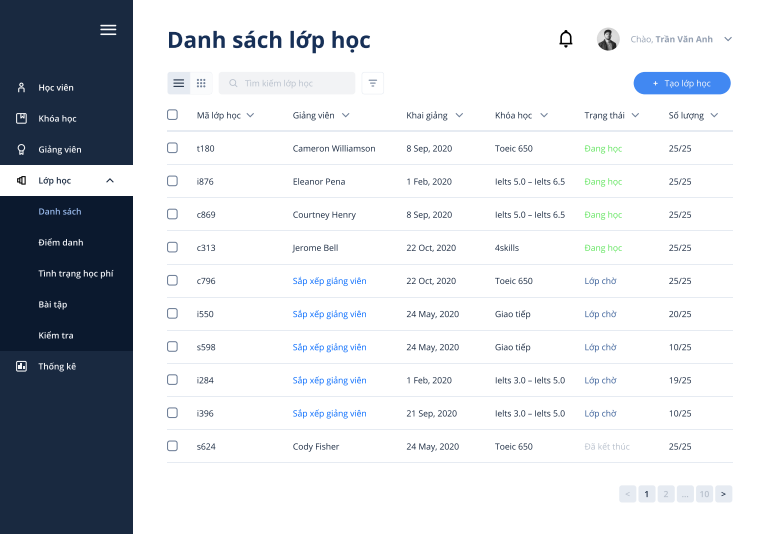 Danh sách lớp học
Chào, Trần Vân Anh
Học viên
Khóa học
Giảng viên
Lớp học
Danh sách
Điểm danh
Tình trạng học phí
Bài tập
Kiểm tra
Thống kê
Tìm kiếm lớp học
+ Tạo lớp học
Mã lớp học Giảng viên Khai giảng Khóa học Trạng thái Số lượng
t180 Cameron Williamson 8 Sep, 2020 Toeic 650 Đang học 25/25
i876 Eleanor Pena 1 Feb, 2020 Ielts 5.0 – Ielts 6.5 Đang học 25/25
c869 Courtney Henry 8 Sep, 2020 Ielts 5.0 – Ielts 6.5 Đang học 25/25
c313 Jerome Bell 22 Oct, 2020 4skills Đang học 25/25
c796 Sắp xếp giảng viên 22 Oct, 2020 Toeic 650 Lớp chờ 25/25
i550 Sắp xếp giảng viên 24 May, 2020 Giao tiếp Lớp chờ 20/25
s598 Sắp xếp giảng viên 24 May, 2020 Giao tiếp Lớp chờ 10/25
i284 Sắp xếp giảng viên 1 Feb, 2020 Ielts 3.0 – Ielts 5.0 Lớp chờ 19/25
i396 Sắp xếp giảng viên 21 Sep, 2020 Ielts 3.0 – Ielts 5.0 Lớp chờ 10/25
s624 Cody Fisher 24 May, 2020 Toeic 650 Đã kết thúc 25/25
< 1 2 ... 10 >